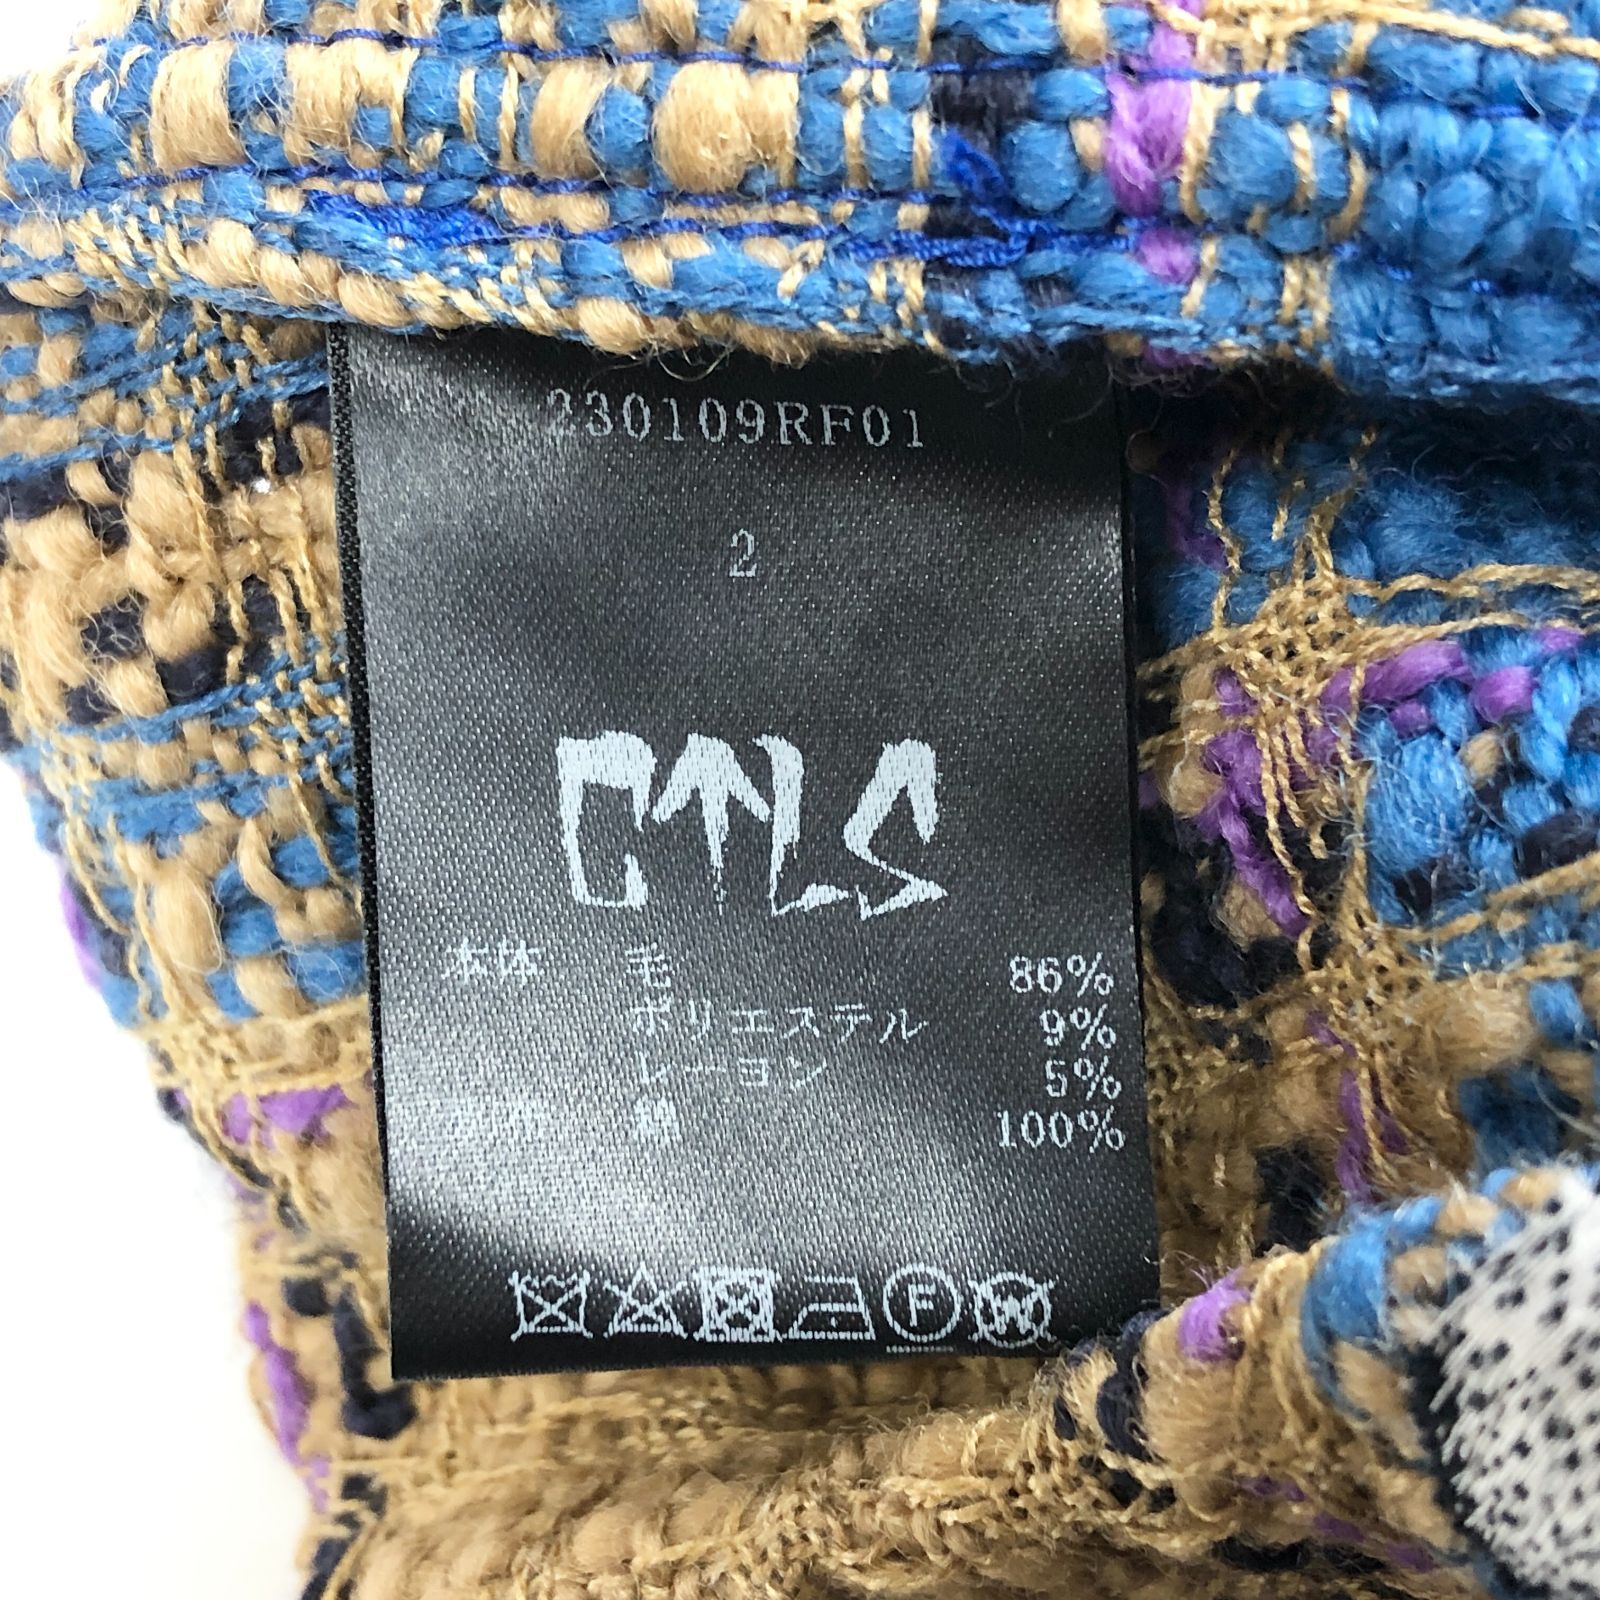 230109RF01
2
CTLS
本体 毛 86%
ポリエステル 9%
レーヨン 5%
綿 100%
F
W